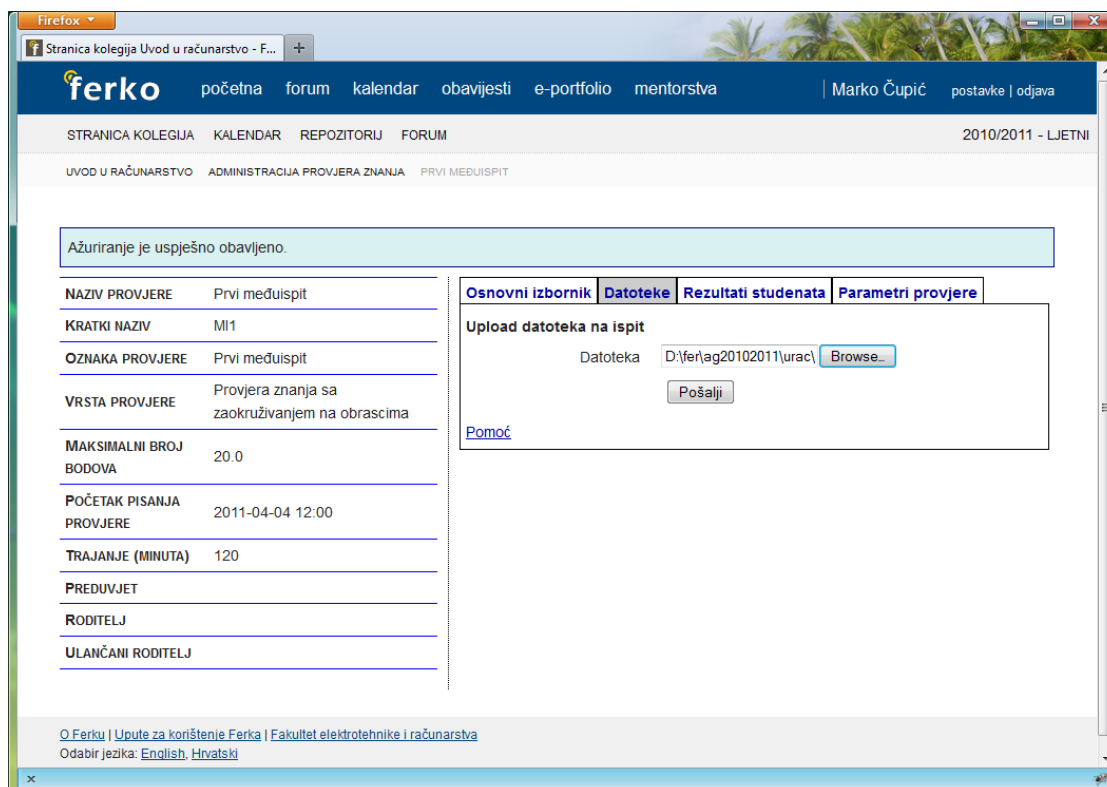 Firefox
Stranica kolegija Uvod u računarstvo - F...
ferko početna forum kalendar obavijesti e-portfolio mentorstva | Marko Čupić postavke | odjava
STRANICA KOLEGIJA KALENDAR REPOZITORIJ FORUM 2010/2011 - LJETNI
UVOD U RAČUNARSTVO ADMINISTRACIJA PROVJERA ZNANJA PRVI MEĐUISPIT
Ažuriranje je uspješno obavljeno.
NAZIV PROVJERE Prvi međuispit
KRATKI NAZIV MI1
OZNAKA PROVJERE Prvi međuispit
VRSTA PROVJERE Provjera znanja sa
zaokruživanjem na obrascima
MAKSIMALNI BROJ
BODOVA 20.0
POČETAK PISANJA
PROVJERE 2011-04-04 12:00
TRAJANJE (MINUTA) 120
PREDUVJET
RODITELJ
ULANČANI RODITELJ
Osnovni izbornik Datoteke Rezultati studenata Parametri provjere
Upload datoteka na ispit
Datoteka D:\fer\ag20102011\urac\ Browse...
Pošalji
Pomoć
O Ferku | Upute za korištenje Ferka | Fakultet elektrotehnike i računarstva
Odabir jezika: English, Hrvatski